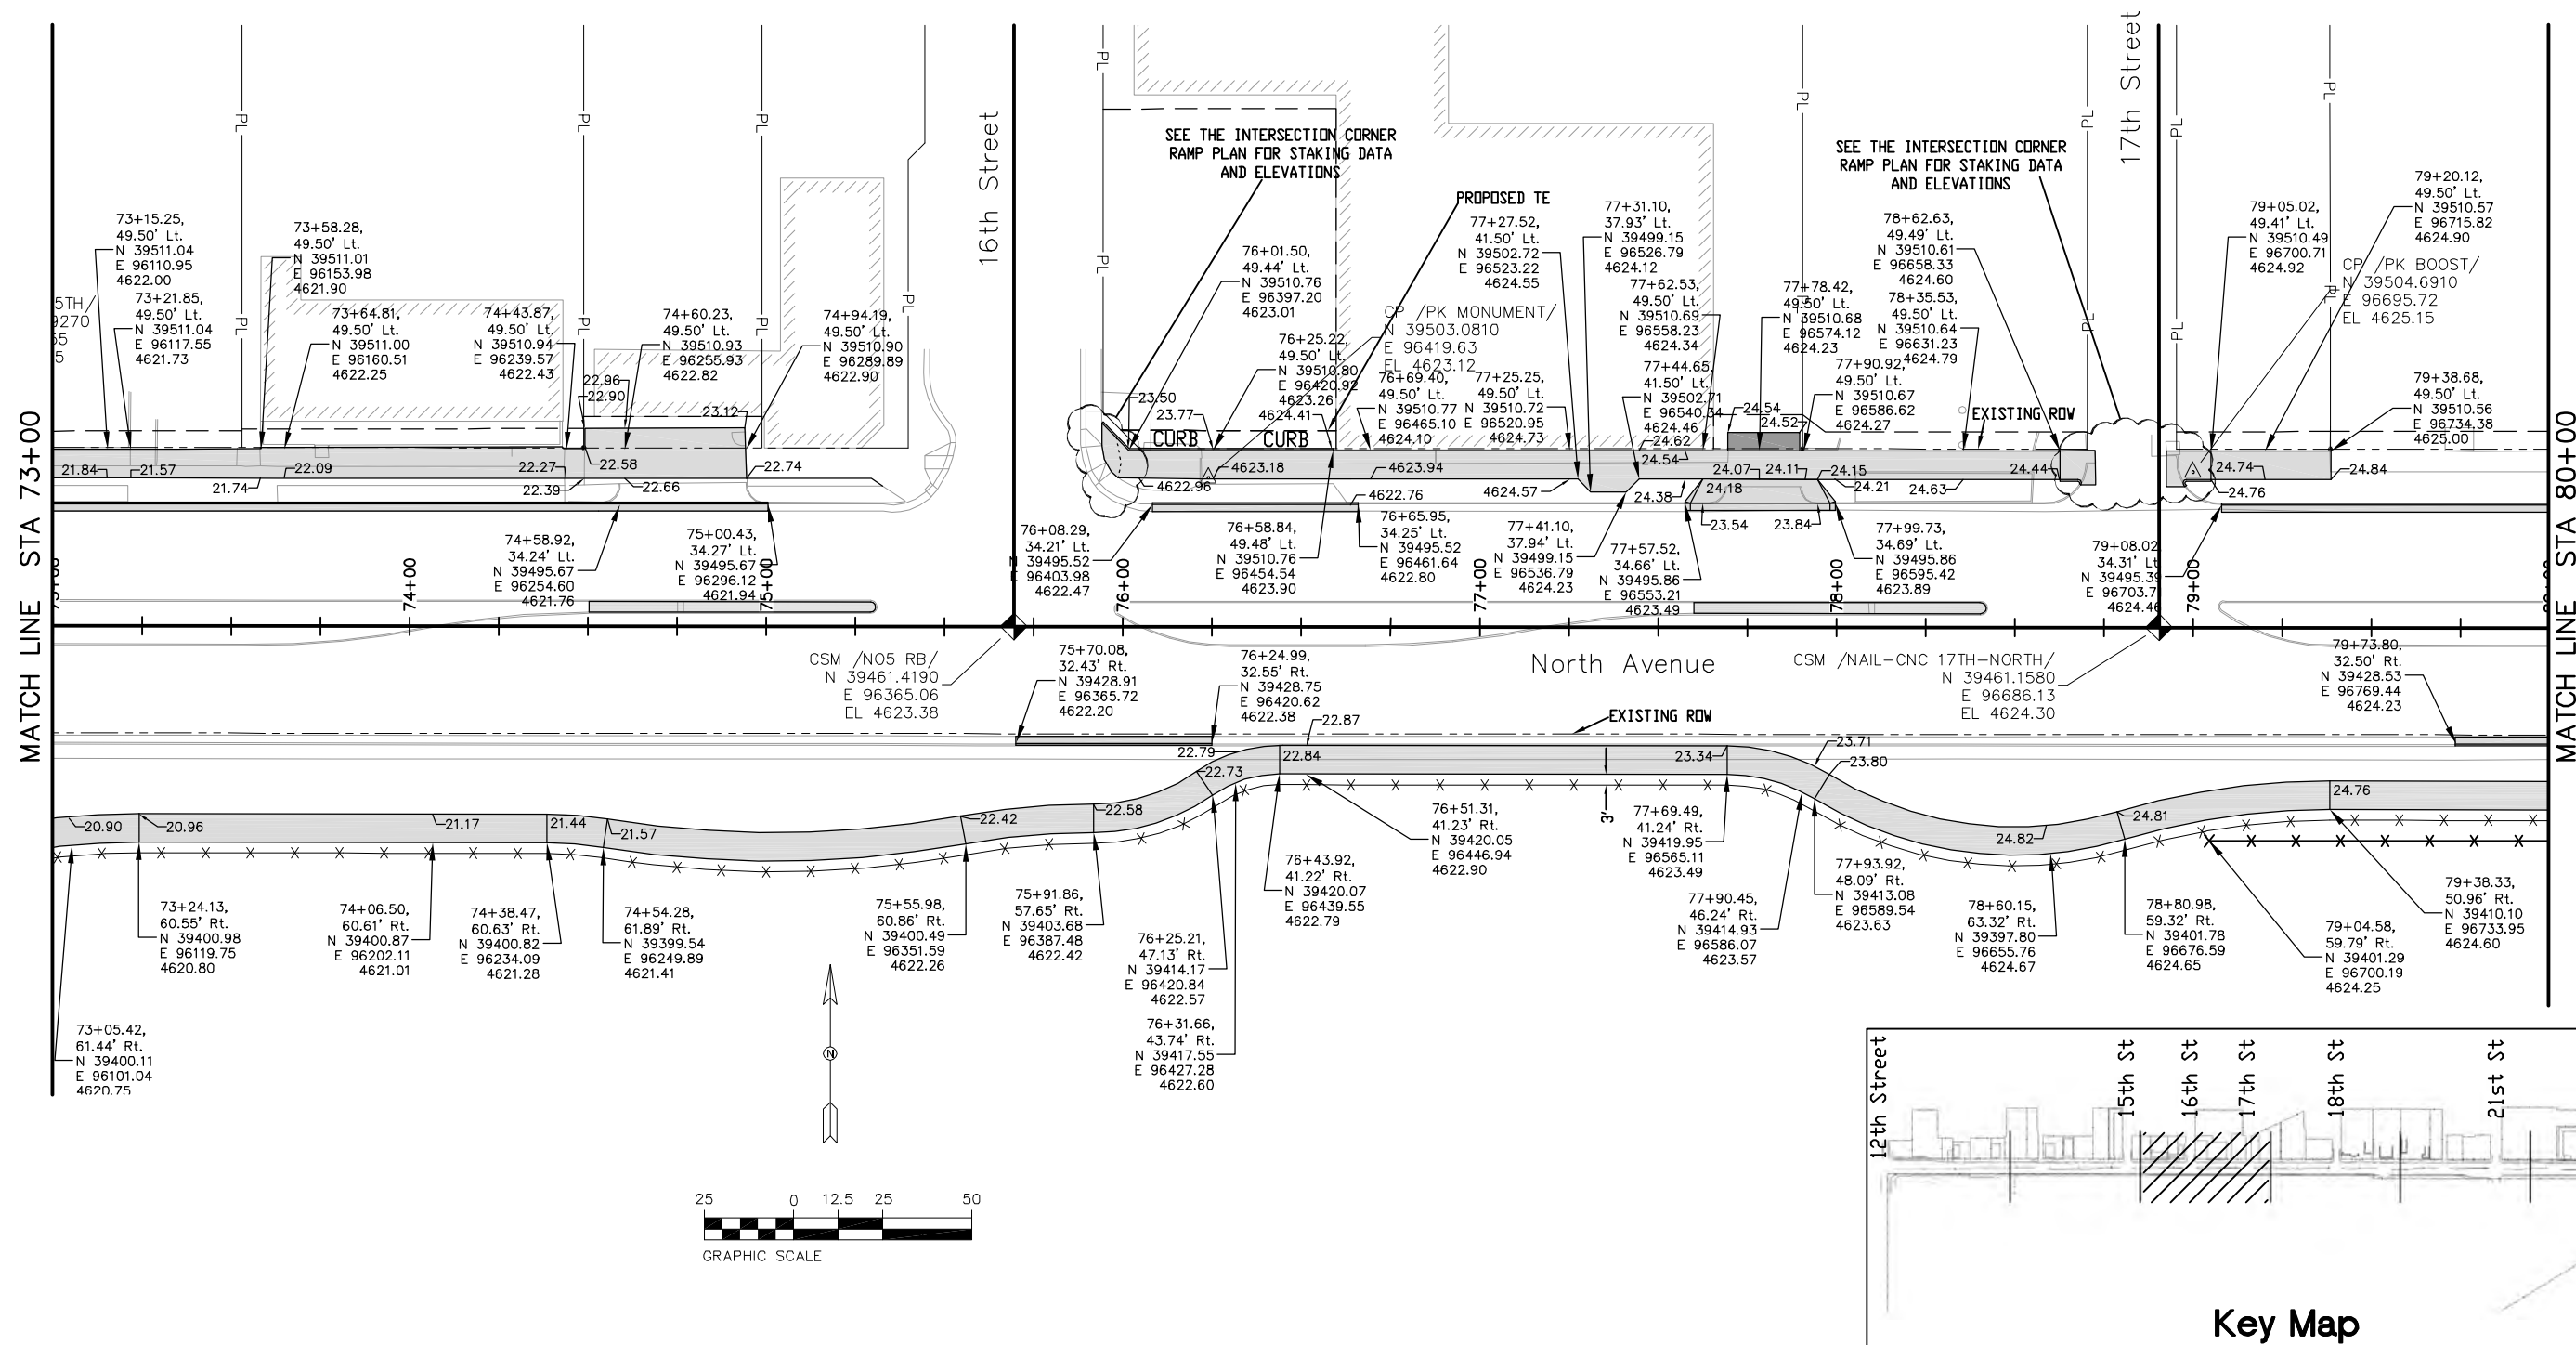 MATCH LINE STA 73+00
16th Street
17th Street
SEE THE INTERSECTION CORNER
RAMP PLAN FOR STAKING DATA
AND ELEVATIONS
SEE THE INTERSECTION CORNER
RAMP PLAN FOR STAKING DATA
AND ELEVATIONS
PROPOSED TE
73+15.25,
49.50' Lt.
N 39511.04
E 96110.95
4622.00
73+21.85,
49.50' Lt.
N 39511.04
E 96117.55
4621.73
5TH/
9270
5
73+58.28,
49.50' Lt.
N 39511.01
E 96153.98
4621.90
73+64.81,
49.50' Lt.
N 39511.00
E 96160.51
4622.25
74+43.87,
49.50' Lt.
N 39510.94
E 96239.57
4622.43
74+60.23,
49.50' Lt.
N 39510.93
E 96255.93
4622.82
74+94.19,
49.50' Lt.
N 39510.90
E 96289.89
4622.90
76+01.50,
49.44' Lt.
N 39510.76
E 96397.20
4623.01
76+25.22,
49.50' Lt.
N 39510.80
E 96420.92
4623.26
4624.41
CP /PK MONUMENT/
N 39503.0810
E 96419.63
EL 4623.12
76+69.40,
49.50' Lt.
N 39510.77
E 96465.10
4624.10
77+25.25,
49.50' Lt.
N 39510.72
E 96520.95
4624.73
77+27.52,
41.50' Lt.
N 39502.72
E 96523.22
4624.55
77+31.10,
37.93' Lt.
N 39499.15
E 96526.79
4624.12
77+62.53,
49.50' Lt.
N 39510.69
E 96558.23
4624.34
77+44.65,
41.50' Lt.
N 39502.71
E 96540.34
4624.46
77+78.42,
49.50' Lt.
N 39510.68
E 96574.12
4624.23
77+90.92,
49.50' Lt.
N 39510.67
E 96586.62
4624.27
78+62.63,
49.49' Lt.
N 39510.61
E 96658.33
4624.60
78+35.53,
49.50' Lt.
N 39510.64
E 96631.23
4624.79
EXISTING ROW
79+05.02,
49.41' Lt.
N 39510.49
E 96700.71
4624.92
79+20.12,
49.50' Lt.
N 39510.57
E 96715.82
4624.90
CP /PK BOOST/
N 39504.6910
E 96695.72
EL 4625.15
79+38.68,
49.50' Lt.
N 39510.56
E 96734.38
4625.00
PL PL PL PL PL PL PL PL PL PL PL PL PL PL PL PL PL
22.96
22.90
23.12
23.50
23.77
CURB
CURB
24.62
24.54
24.54
24.52
21.84
21.57
21.74
22.09
22.27
22.39
22.58
22.66
22.74
4622.96
4623.18
4623.94
4622.76
4624.57
24.38
24.07
24.11
24.15
24.18
24.21
24.63
24.44
23.54
23.84
24.74
24.76
24.84
74+58.92,
34.24' Lt.
N 39495.67
E 96254.60
4621.76
75+00.43,
34.27' Lt.
N 39495.67
E 96296.12
4621.94
76+08.29,
34.21' Lt.
N 39495.52
E 96403.98
4622.47
76+58.84,
49.48' Lt.
N 39510.76
E 96454.54
4623.90
76+65.95,
34.25' Lt.
N 39495.52
E 96461.64
4622.80
77+41.10,
37.94' Lt.
N 39499.15
E 96536.79
4624.23
77+57.52,
34.66' Lt.
N 39495.86
E 96553.21
4623.49
77+99.73,
34.69' Lt.
N 39495.86
E 96595.42
4623.89
79+08.02,
34.31' Lt.
N 39495.39
E 96703.7
4624.46
74+00
75+00
76+00
77+00
78+00
79+00
MATCH LINE STA 80+00
CSM /NO5 RB/
N 39461.4190
E 96365.06
EL 4623.38
75+70.08,
32.43' Rt.
N 39428.91
E 96365.72
4622.20
76+24.99,
32.55' Rt.
N 39428.75
E 96420.62
4622.38
North Avenue
CSM /NAIL-CNC 17TH-NORTH/
N 39461.1580
E 96686.13
EL 4624.30
79+73.80,
32.50' Rt.
N 39428.53
E 96769.44
4624.23
EXISTING ROW
22.87
22.79
22.84
22.73
23.34
23.71
23.80
20.90
20.96
21.17
21.44
21.57
22.42
22.58
3'
24.82
24.81
24.76
73+05.42,
61.44' Rt.
N 39400.11
E 96101.04
4620.75
73+24.13,
60.55' Rt.
N 39400.98
E 96119.75
4620.80
74+06.50,
60.61' Rt.
N 39400.87
E 96202.11
4621.01
74+38.47,
60.63' Rt.
N 39400.82
E 96234.09
4621.28
74+54.28,
61.89' Rt.
N 39399.54
E 96249.89
4621.41
75+55.98,
60.86' Rt.
N 39400.49
E 96351.59
4622.26
75+91.86,
57.65' Rt.
N 39403.68
E 96387.48
4622.42
76+25.21,
47.13' Rt.
N 39414.17
E 96420.84
4622.57
76+31.66,
43.74' Rt.
N 39417.55
E 96427.28
4622.60
76+43.92,
41.22' Rt.
N 39420.07
E 96439.55
4622.79
76+51.31,
41.23' Rt.
N 39420.05
E 96446.94
4622.90
77+69.49,
41.24' Rt.
N 39419.95
E 96565.11
4623.49
77+90.45,
46.24' Rt.
N 39414.93
E 96586.07
4623.57
77+93.92,
48.09' Rt.
N 39413.08
E 96589.54
4623.63
78+60.15,
63.32' Rt.
N 39397.80
E 96655.76
4624.67
78+80.98,
59.32' Rt.
N 39401.78
E 96676.59
4624.65
79+04.58,
59.79' Rt.
N 39401.29
E 96700.19
4624.25
79+38.33,
50.96' Rt.
N 39410.10
E 96733.95
4624.60
N
25 0 12.5 25 50
GRAPHIC SCALE
12th Street
15th St
16th St
17th St
18th St
21st St
Key Map